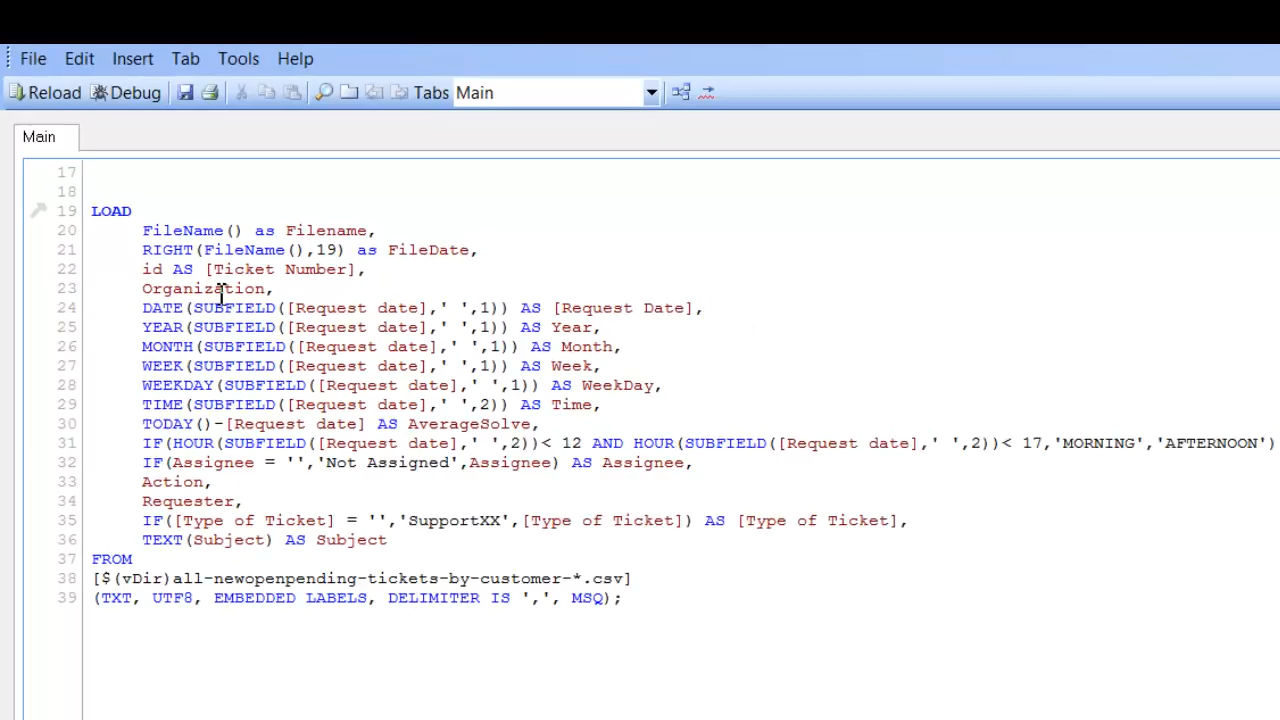 File Edit Insert Tab Tools Help
Reload Debug Tabs Main
Main
17
18
19 LOAD
20 FileName() as Filename,
21 RIGHT(FileName(),19) as FileDate,
22 id AS [Ticket Number],
23 Organization,
24 DATE(SUBFIELD([Request date],' ',1)) AS [Request Date],
25 YEAR(SUBFIELD([Request date],' ',1)) AS Year,
26 MONTH(SUBFIELD([Request date],' ',1)) AS Month,
27 WEEK(SUBFIELD([Request date],' ',1)) AS Week,
28 WEEKDAY(SUBFIELD([Request date],' ',1)) AS WeekDay,
29 TIME(SUBFIELD([Request date],' ',2)) AS Time,
30 TODAY()-[Request date] AS AverageSolve,
31 IF(HOUR(SUBFIELD([Request date],' ',2))< 12 AND HOUR(SUBFIELD([Request date],' ',2))< 17,'MORNING','AFTERNOON')
32 IF(Assignee = '','Not Assigned',Assignee) AS Assignee,
33 Action,
34 Requester,
35 IF([Type of Ticket] = '','SupportXX',[Type of Ticket]) AS [Type of Ticket],
36 TEXT(Subject) AS Subject
37 FROM
38 [$(vDir)all-newopenpending-tickets-by-customer-*.csv]
39 (TXT, UTF8, EMBEDDED LABELS, DELIMITER IS ',', MSQ);